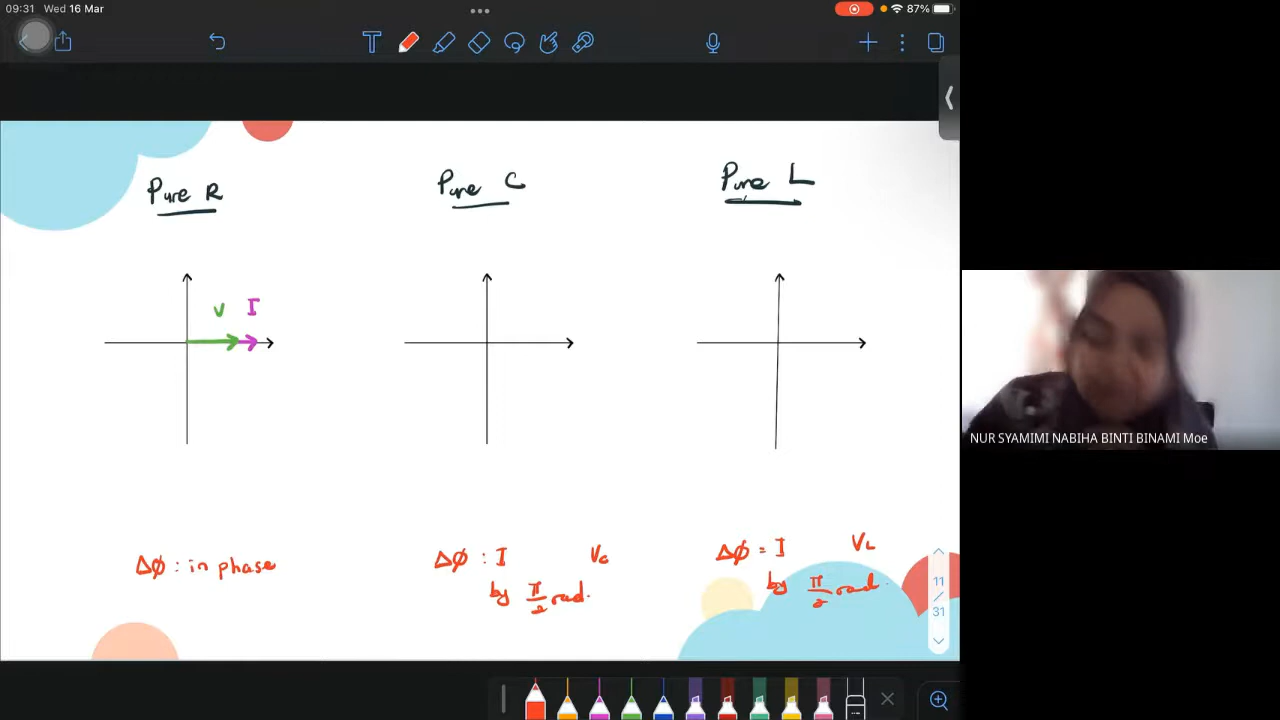 09:31 Wed 16 Mar
87%
T
Pure R
Pure C
Pure L
V I
Δϕ : in phase
Δϕ : I Vc
by π/2 rad.
Δϕ = I VL
by π/2 rad.
11
/
31
NUR SYAMIMI NABIHA BINTI BINAMI Moe